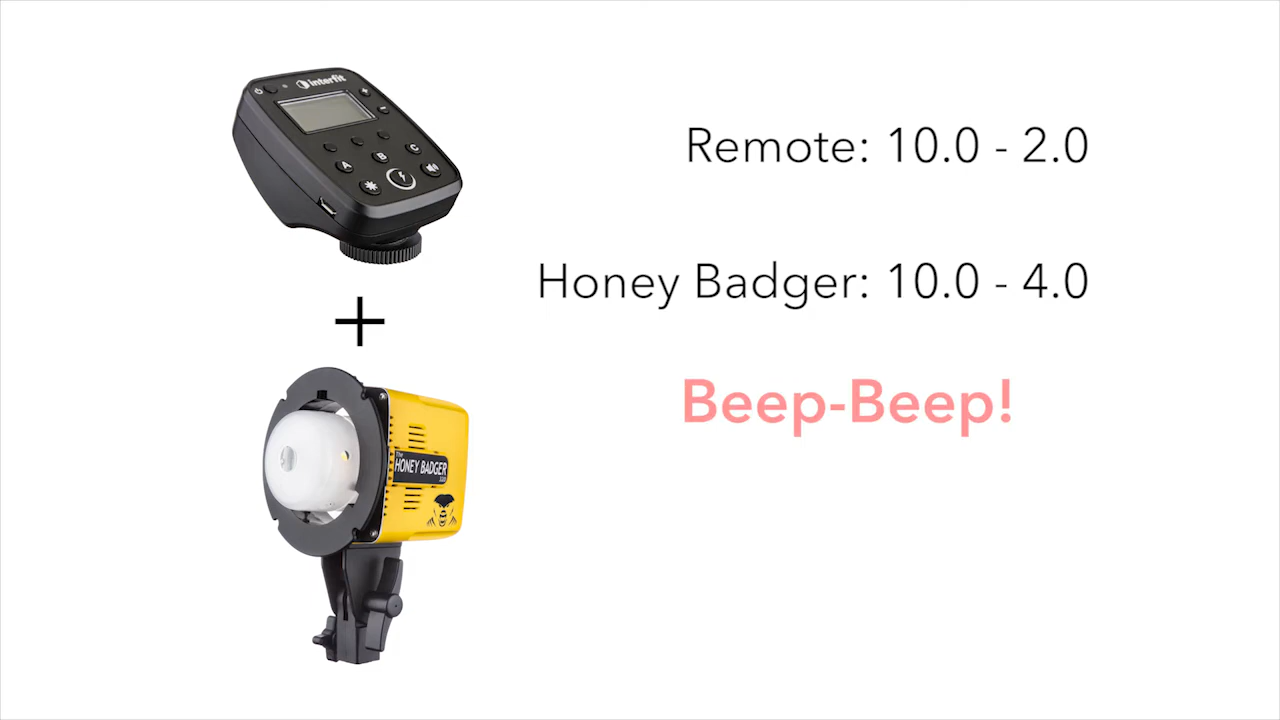 interfit
Remote: 10.0 - 2.0
A B C
Honey Badger: 10.0 - 4.0
Beep-Beep!
The
HONEY BADGER